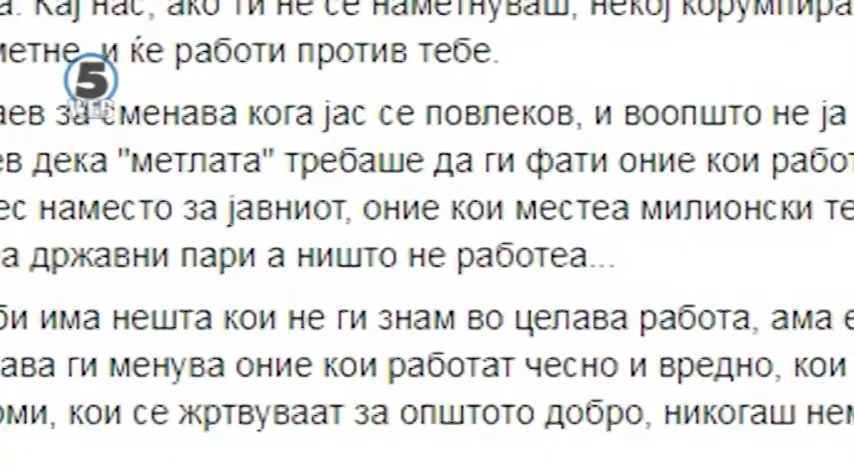 а. Кај нас, ако ти не се наметнуваш, некој корумпира
метне, и ќе работи против тебе.
5
WEB
аев за сменава кога јас се повлеков, и воопшто не ја
ев дека "метлата" требаше да ги фати оние кои работ
ес наместо за јавниот, оние кои местеа милионски те
а државни пари а ништо не работеа...
би има нешта кои не ги знам во целава работа, ама е
ава ги менува оние кои работат чесно и вредно, кои
оми, кои се жртвуваат за општото добро, никогаш нем